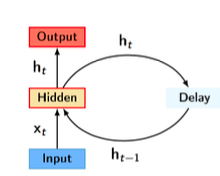 Output
h_t
h_t
Hidden
Delay
x_t
h_{t-1}
Input